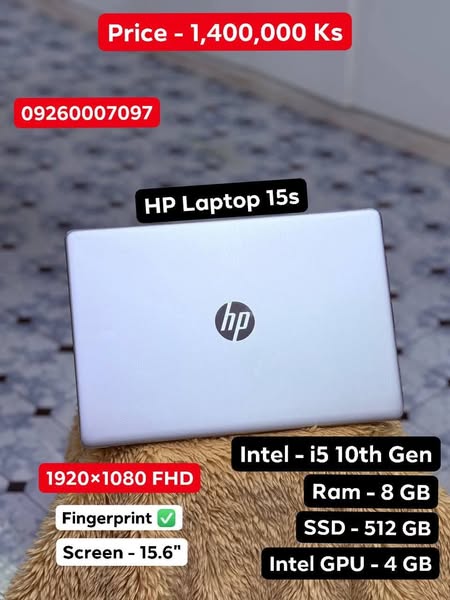 Price - 1,400,000 Ks
09260007097
HP Laptop 15s
hp
Intel - i5 10th Gen
1920×1080 FHD
Ram - 8 GB
Fingerprint ✅
SSD - 512 GB
Screen - 15.6"
Intel GPU - 4 GB